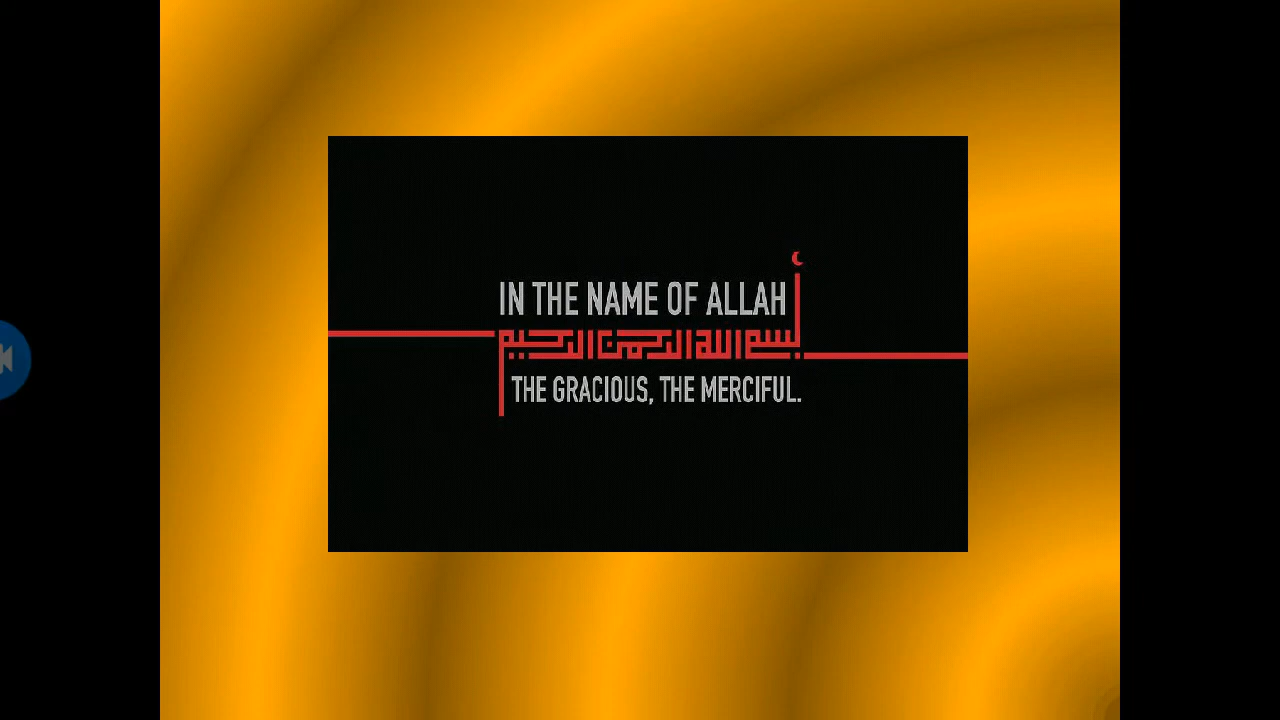 IN THE NAME OF ALLAH
بسم الله الرحمن الرحيم
THE GRACIOUS, THE MERCIFUL.